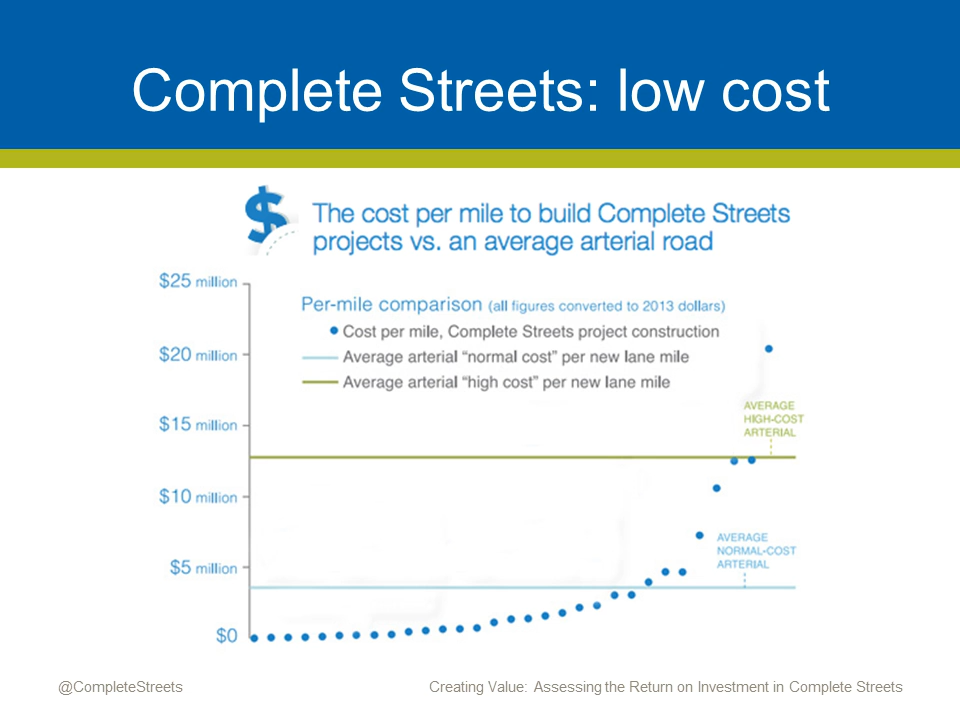 Complete Streets: low cost
$
The cost per mile to build Complete Streets
projects vs. an average arterial road
$25 million
Per-mile comparison (all figures converted to 2013 dollars)
Cost per mile, Complete Streets project construction
$20 million
Average arterial “normal cost” per new lane mile
Average arterial “high cost” per new lane mile
AVERAGE
HIGH-COST
ARTERIAL
$15 million
$10 million
AVERAGE
NORMAL-COST
ARTERIAL
$5 million
$0
@CompleteStreets
Creating Value: Assessing the Return on Investment in Complete Streets